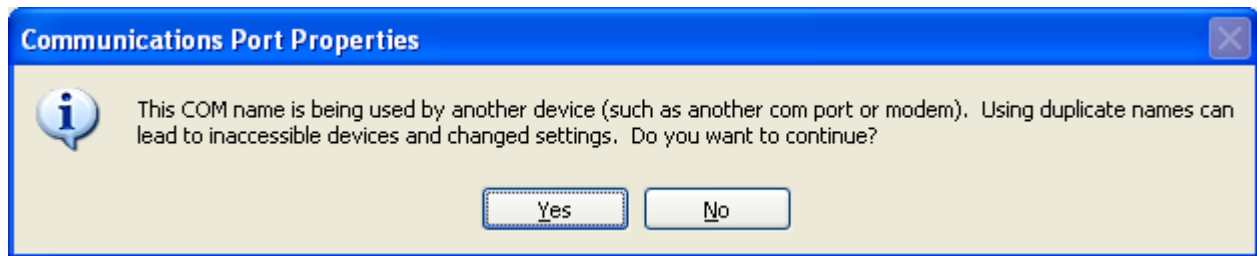 Communications Port Properties
This COM name is being used by another device (such as another com port or modem).  Using duplicate names can
lead to inaccessible devices and changed settings.  Do you want to continue?
Yes No